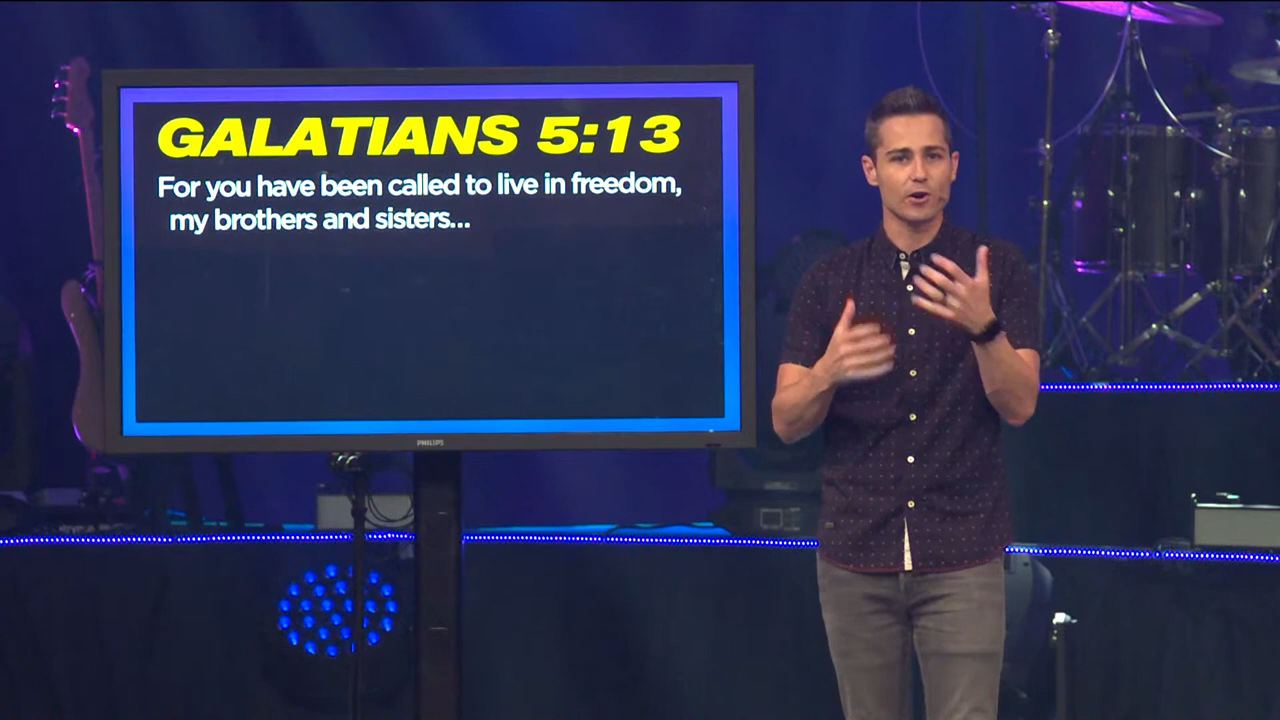 GALATIANS 5:13
For you have been called to live in freedom,
my brothers and sisters...
PHILIPS